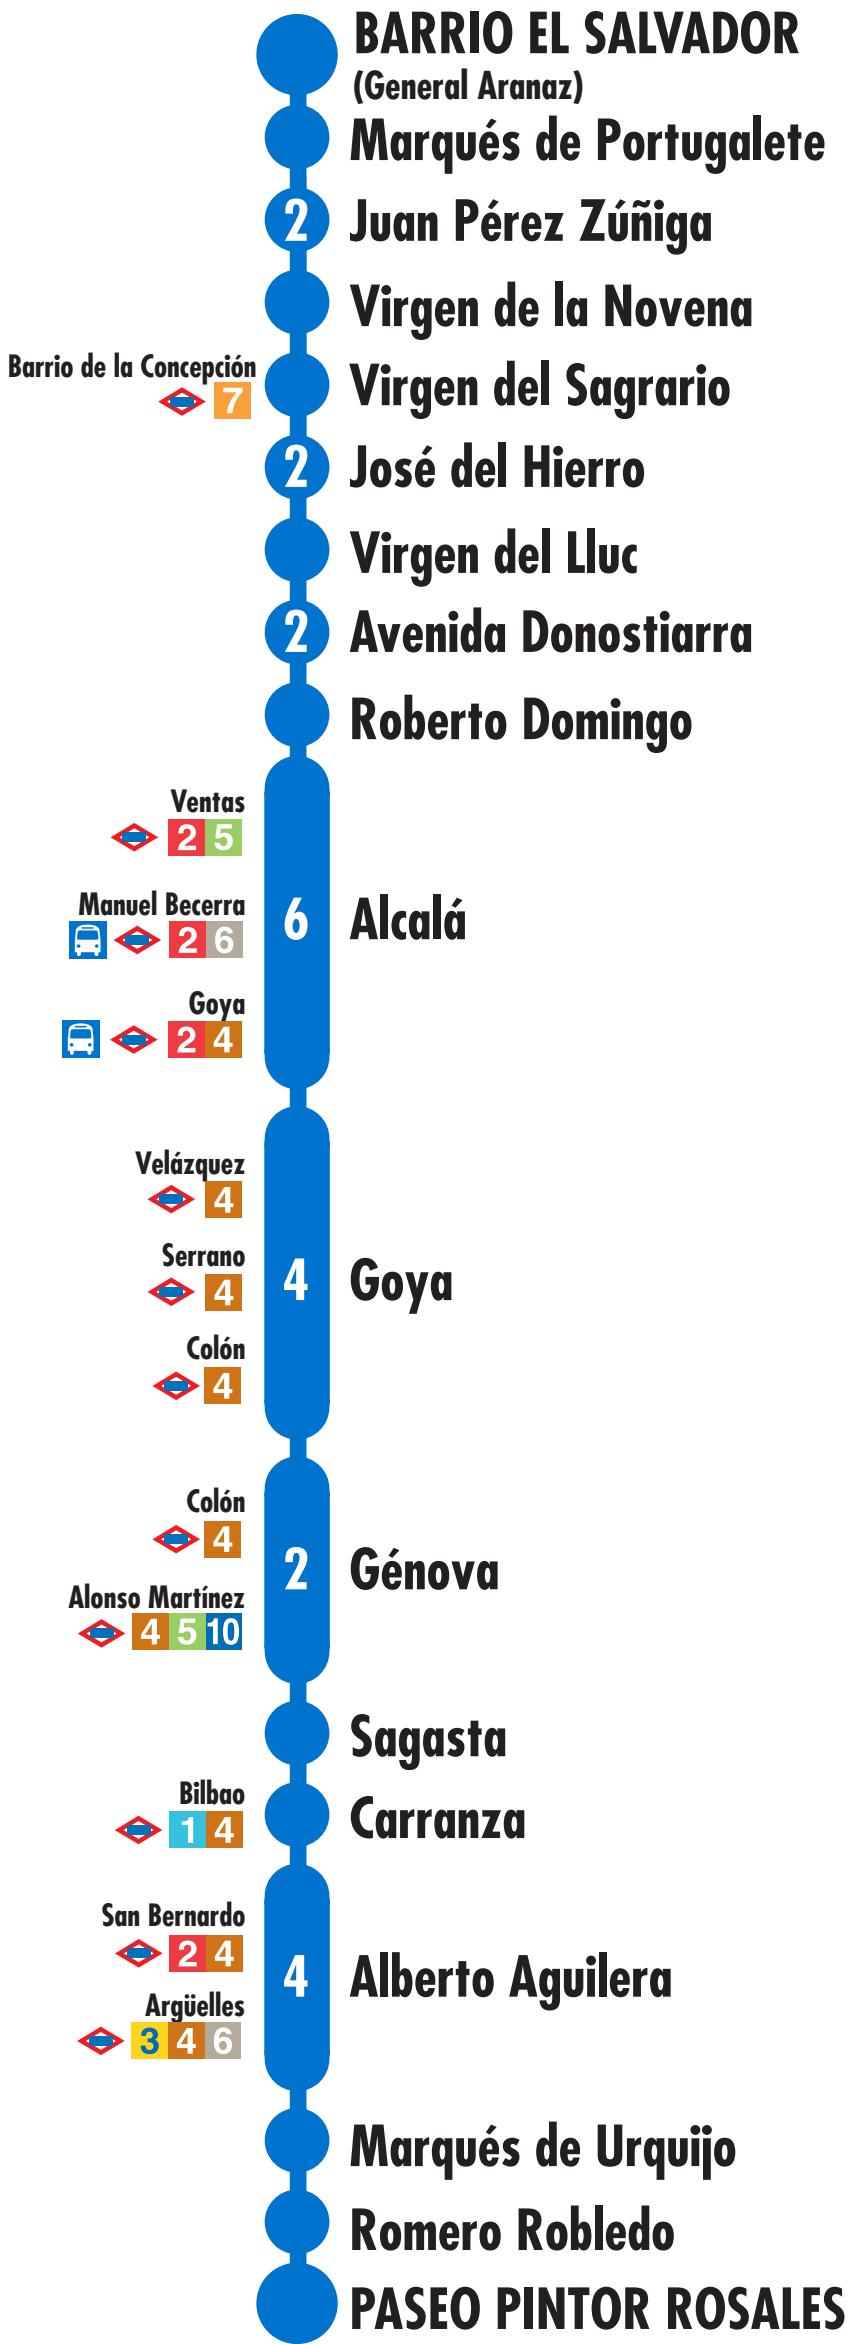 BARRIO EL SALVADOR
(General Aranaz)
Marqués de Portugalete
2 Juan Pérez Zúñiga
Virgen de la Novena
Barrio de la Concepción
7
Virgen del Sagrario
2 José del Hierro
Virgen del Lluc
2 Avenida Donostiarra
Roberto Domingo
Ventas
2 5
Manuel Becerra
2 6
6 Alcalá
Goya
2 4
Velázquez
4
Serrano
4
4 Goya
Colón
4
Colón
4
2 Génova
Alonso Martínez
4 5 10
Sagasta
Bilbao
1 4
Carranza
San Bernardo
2 4
4 Alberto Aguilera
Argüelles
3 4 6
Marqués de Urquijo
Romero Robledo
PASEO PINTOR ROSALES